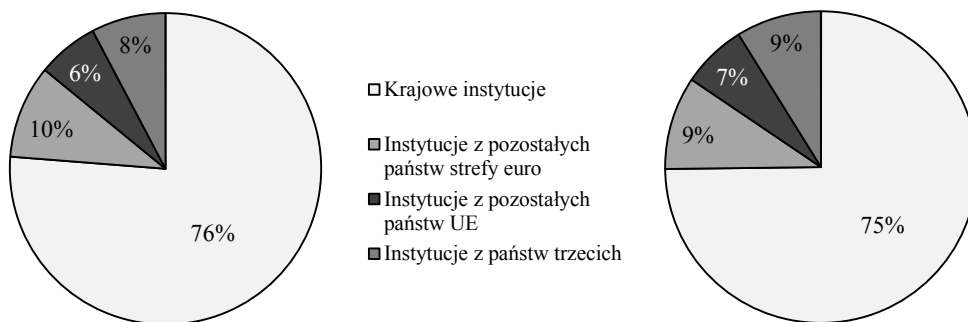 8%
6%
10%
76%
Krajowe instytucje
Instytucje z pozostałych
państw strefy euro
Instytucje z pozostałych
państw UE
Instytucje z państw trzecich
9%
7%
9%
75%